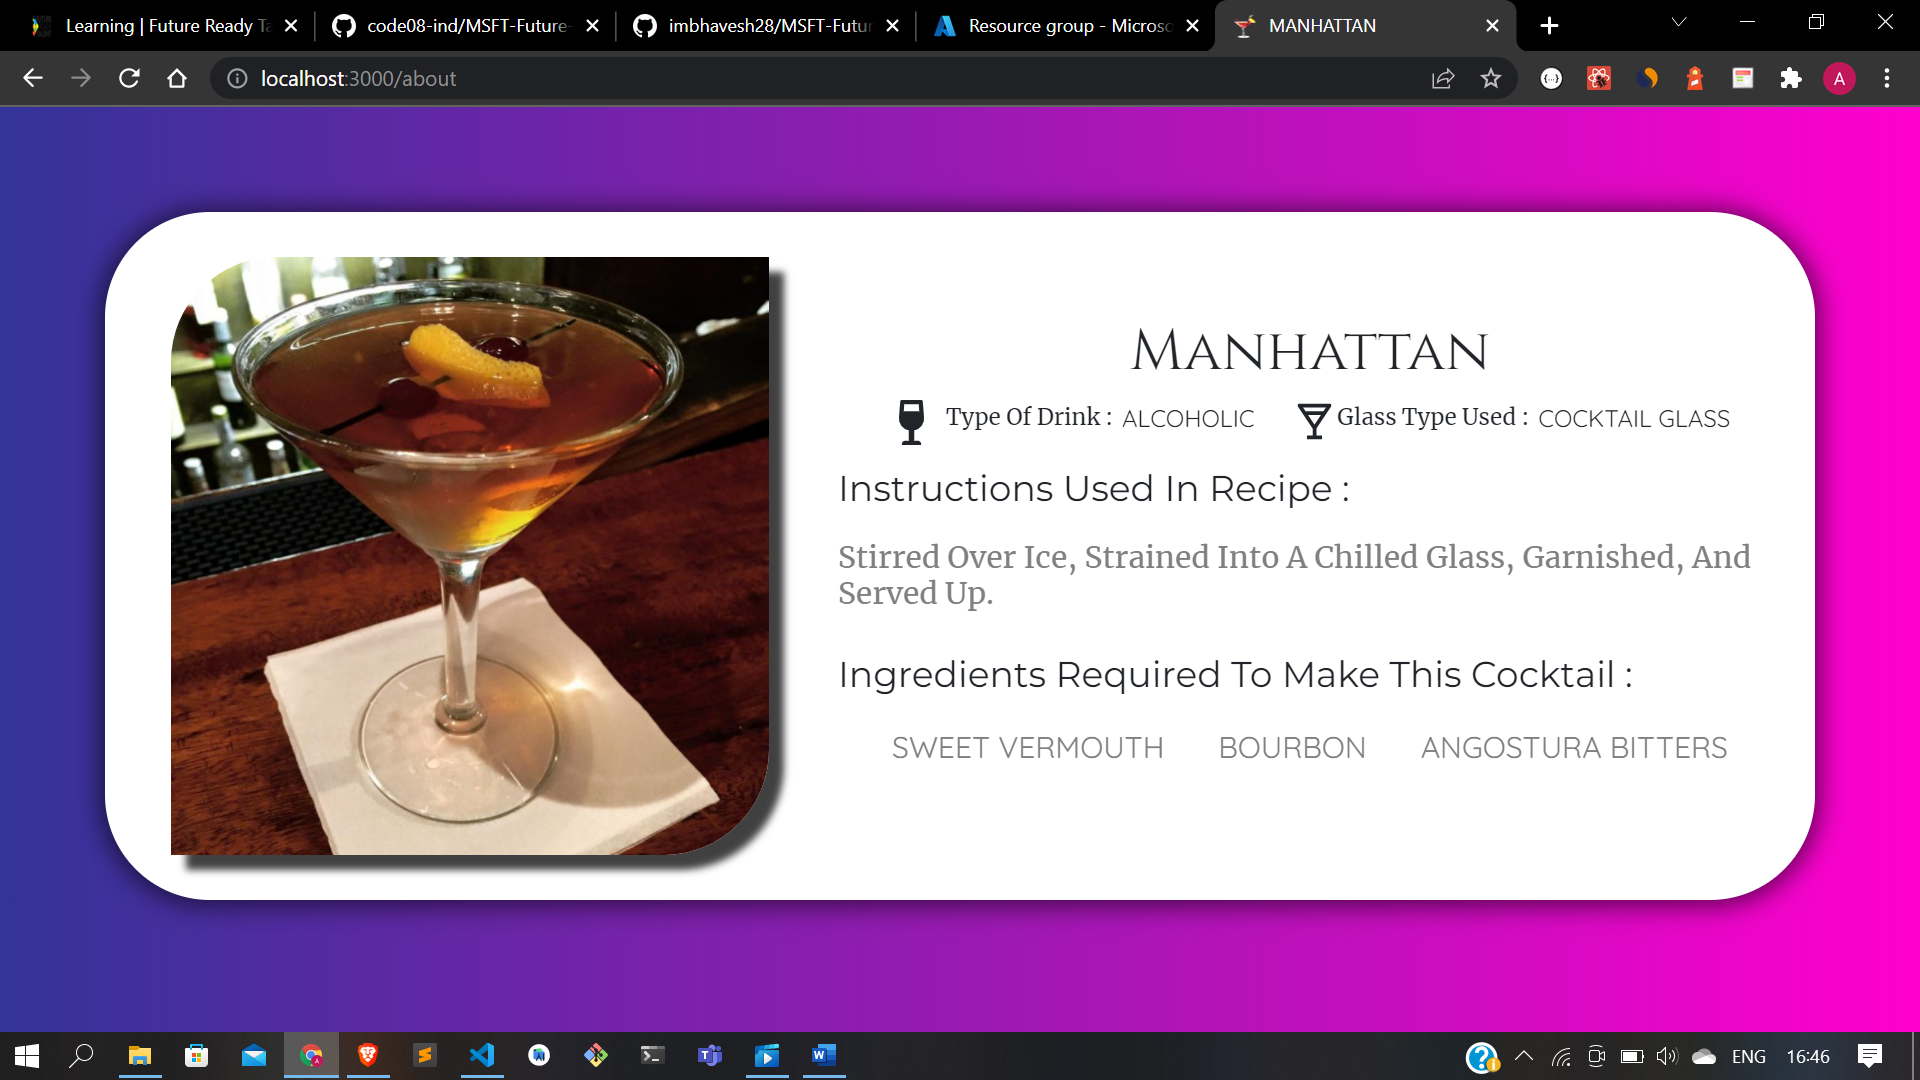 Learning | Future Ready Ta
code08-ind/MSFT-Future-
imbhavesh28/MSFT-Futur
Resource group - Microso
MANHATTAN
localhost:3000/about
A
MANHATTAN
Type Of Drink : ALCOHOLIC
Glass Type Used : COCKTAIL GLASS
Instructions Used In Recipe :
Stirred Over Ice, Strained Into A Chilled Glass, Garnished, And
Served Up.
Ingredients Required To Make This Cocktail :
SWEET VERMOUTH BOURBON ANGOSTURA BITTERS
ENG 16:46